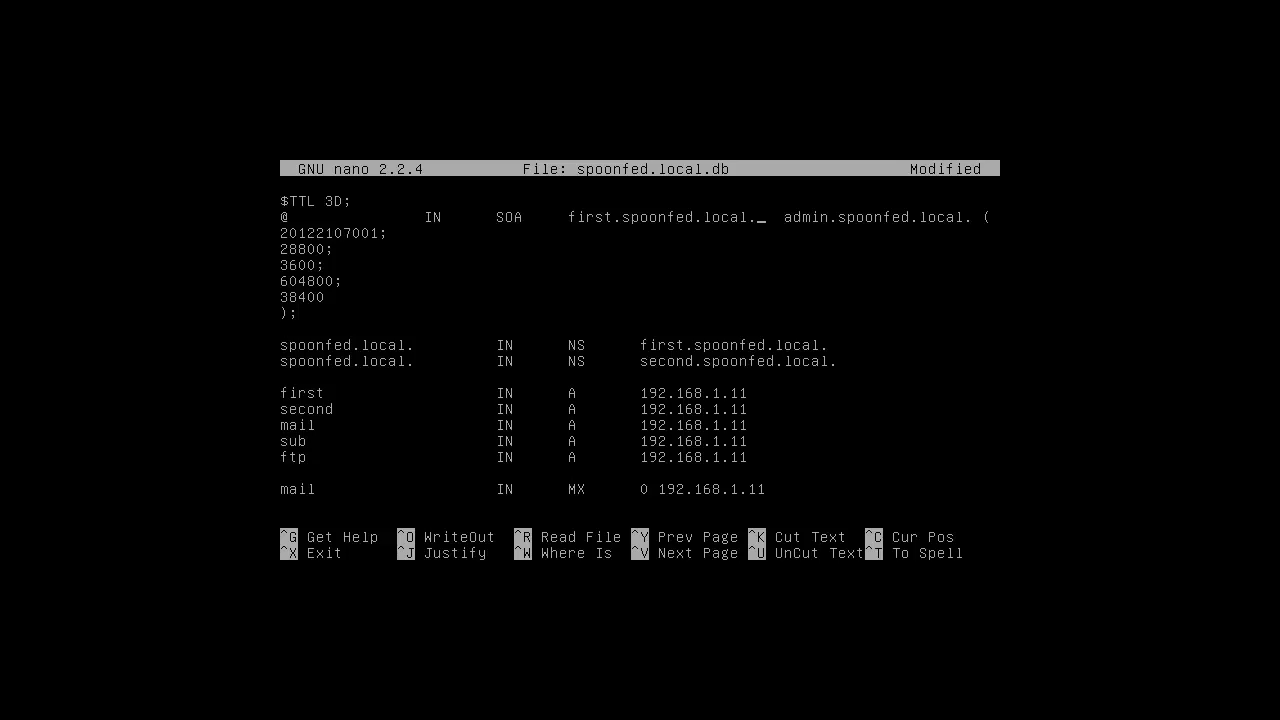 GNU nano 2.2.4 File: spoonfed.local.db Modified
$TTL 3D;
@ IN SOA first.spoonfed.local._ admin.spoonfed.local. (
20122107001;
28800;
3600;
604800;
38400
);
spoonfed.local. IN NS first.spoonfed.local.
spoonfed.local. IN NS second.spoonfed.local.
first IN A 192.168.1.11
second IN A 192.168.1.11
mail IN A 192.168.1.11
sub IN A 192.168.1.11
ftp IN A 192.168.1.11
mail IN MX 0 192.168.1.11
^G Get Help ^O WriteOut ^R Read File ^Y Prev Page ^K Cut Text ^C Cur Pos
^X Exit ^J Justify ^W Where Is ^V Next Page ^U UnCut Text ^T To Spell